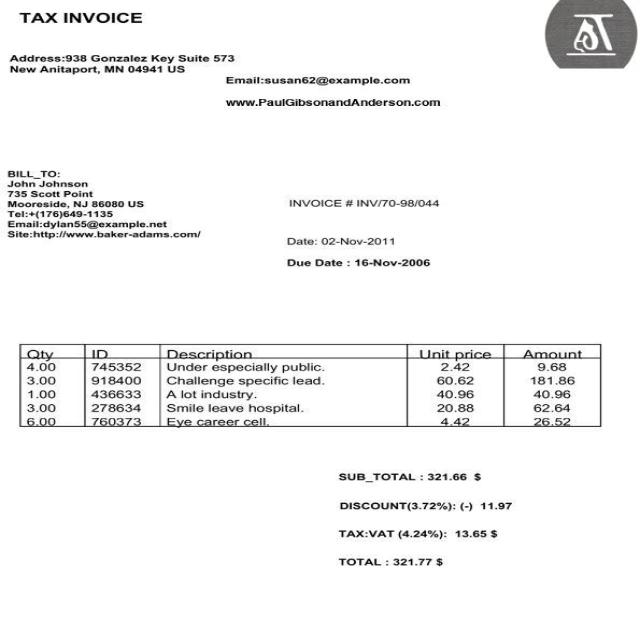 TAX INVOICE
Address:938 Gonzalez Key Suite 573
New Anitaport, MN 04941 US
Email:susan62@example.com
www.PaulGibsonandAnderson.com
BILL_TO:
John Johnson
735 Scott Point
Mooreside, NJ 86080 US
Tel:+(176)649-1135
Email:dylan55@example.net
Site:http://www.baker-adams.com/
INVOICE # INV/70-98/044
Date: 02-Nov-2011
Due Date : 16-Nov-2006
Qty ID Description Unit price Amount
4.00 745352 Under especially public. 2.42 9.68
3.00 918400 Challenge specific lead. 60.62 181.86
1.00 436633 A lot industry. 40.96 40.96
3.00 278634 Smile leave hospital. 20.88 62.64
6.00 760373 Eye career cell. 4.42 26.52
SUB_TOTAL : 321.66 $
DISCOUNT(3.72%): (-) 11.97
TAX:VAT (4.24%): 13.65 $
TOTAL : 321.77 $